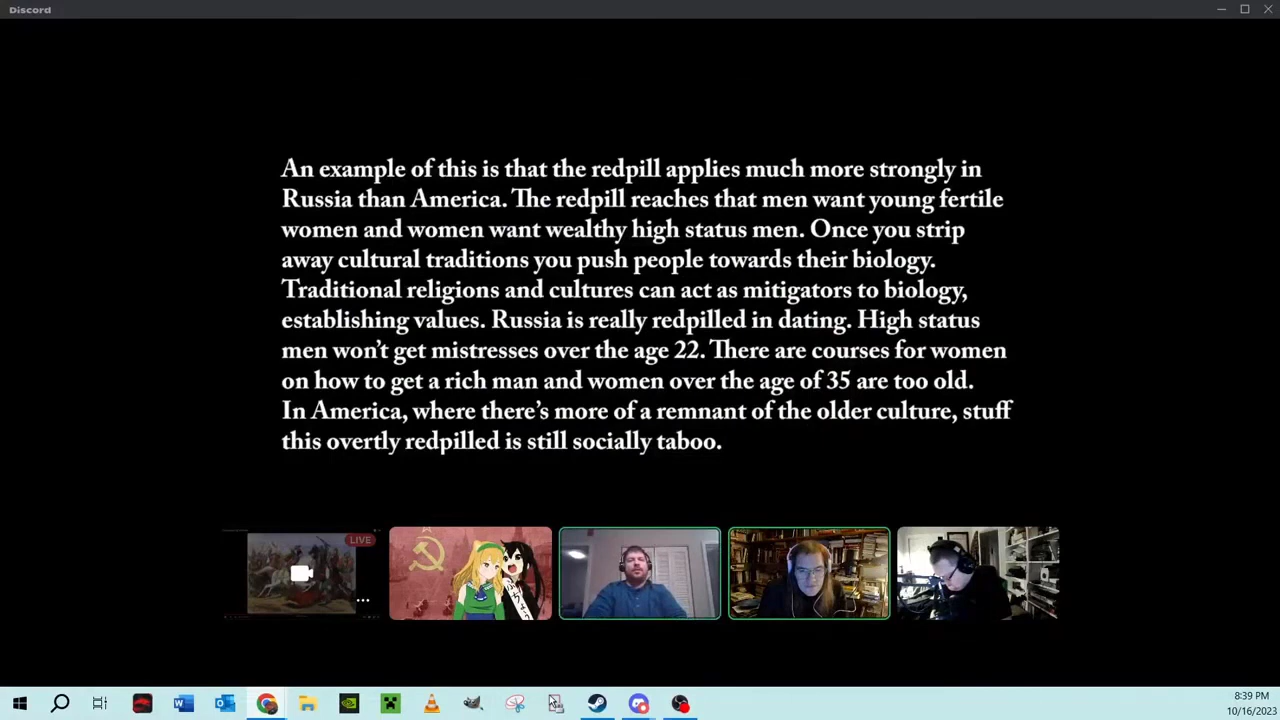 Discord
An example of this is that the redpill applies much more strongly in
Russia than America. The redpill reaches that men want young fertile
women and women want wealthy high status men. Once you strip
away cultural traditions you push people towards their biology.
Traditional religions and cultures can act as mitigators to biology,
establishing values. Russia is really redpilled in dating. High status
men won't get mistresses over the age 22. There are courses for women
on how to get a rich man and women over the age of 35 are too old.
In America, where there's more of a remnant of the older culture, stuff
this overtly redpilled is still socially taboo.
LIVE
8:39 PM
10/16/2023